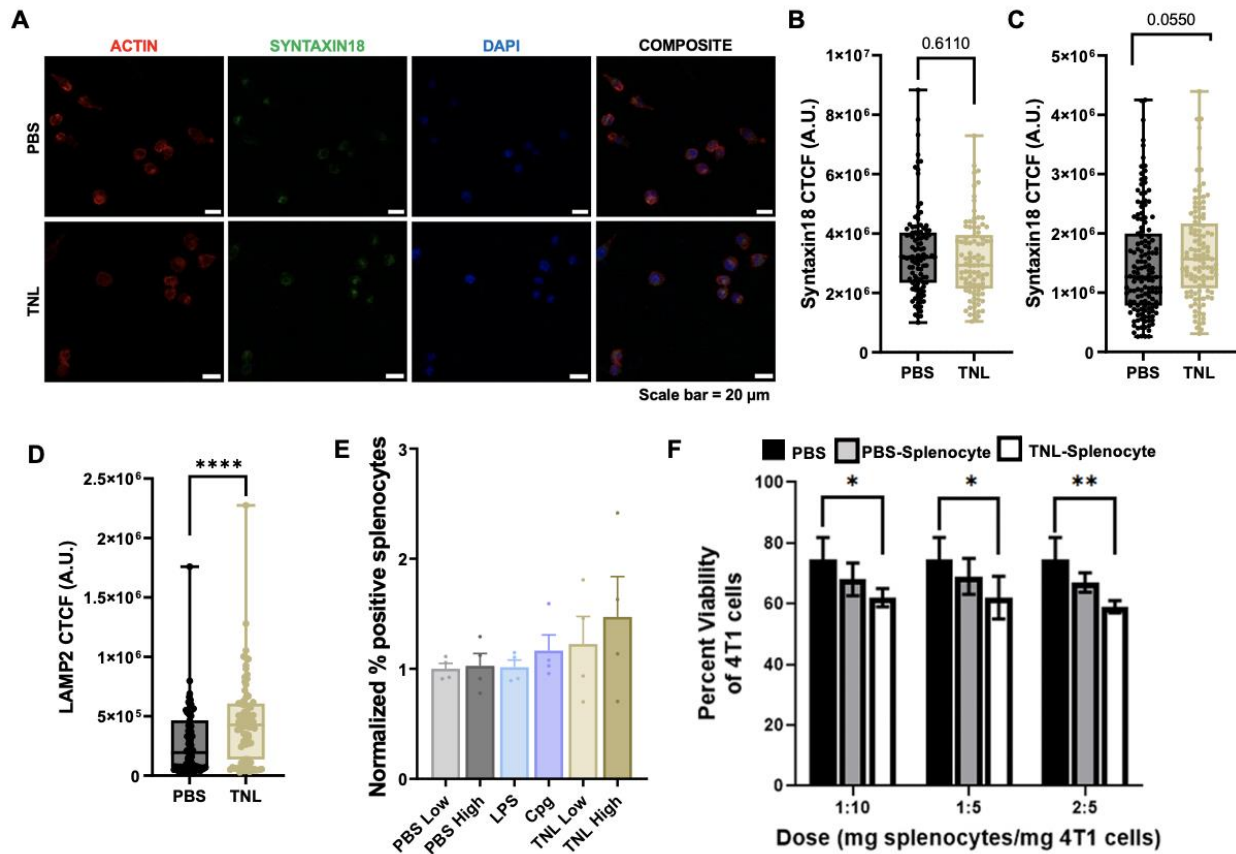 A
ACTIN SYNTAXIN18 DAPI COMPOSITE
PBS
TNL
Scale bar = 20 μm
B
0.6110
Syntaxin18 CTCF (A.U.)
1×10⁷
8×10⁶
6×10⁶
4×10⁶
2×10⁶
0
PBS TNL
C
0.0550
Syntaxin18 CTCF (A.U.)
5×10⁶
4×10⁶
3×10⁶
2×10⁶
1×10⁶
0
PBS TNL
D
****
LAMP2 CTCF (A.U.)
2.5×10⁶
2×10⁶
1.5×10⁶
1×10⁶
5×10⁵
0
PBS TNL
E
Normalized % positive splenocytes
3
2
1
0
PBS Low PBS High LPS Cpg TNL Low TNL High
F
PBS PBS-Splenocyte TNL-Splenocyte
* * **
Percent Viability
of 4T1 cells
100
80
60
40
20
0
1:10 1:5 2:5
Dose (mg splenocytes/mg 4T1 cells)